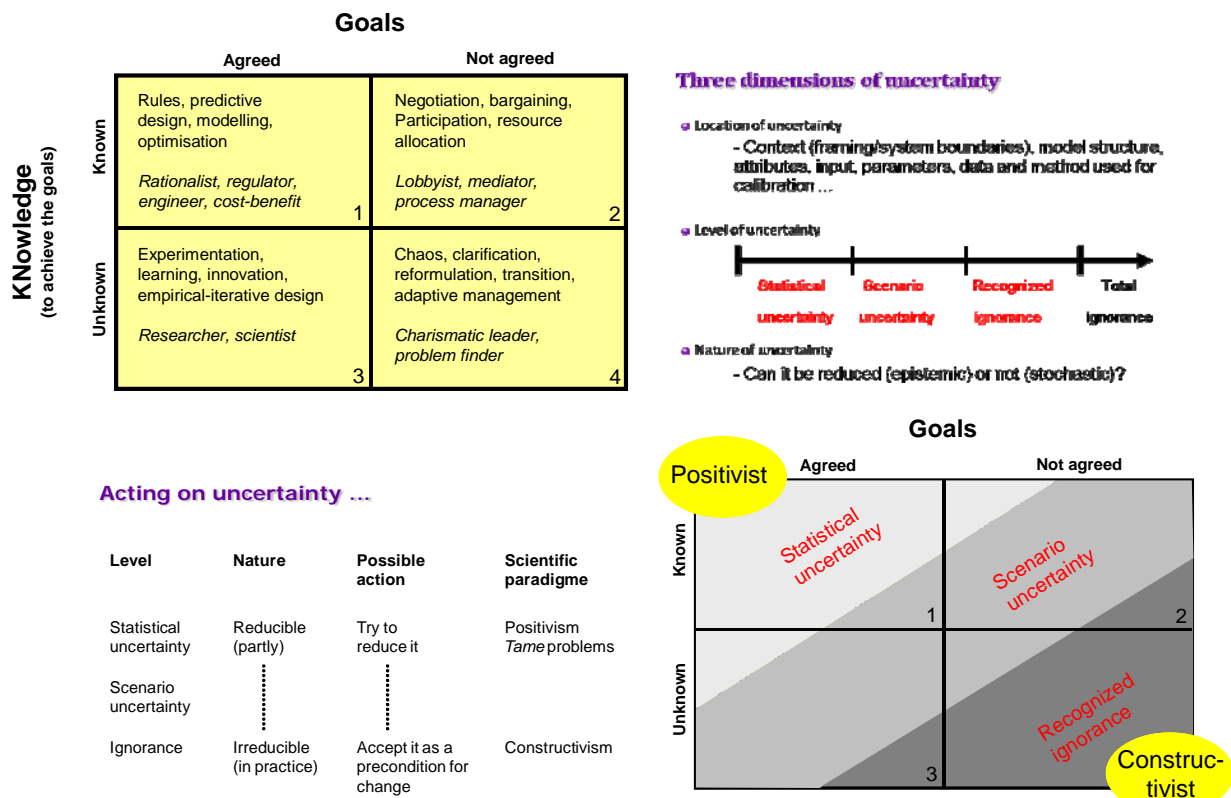 Goals
Agreed
Not agreed
KNowledge
(to achieve the goals)
Known
Unknown
Rules, predictive
design, modelling,
optimisation
Rationalist, regulator,
engineer, cost-benefit
1
Negotiation, bargaining,
Participation, resource
allocation
Lobbyist, mediator,
process manager
2
Experimentation,
learning, innovation,
empirical-iterative design
Researcher, scientist
3
Chaos, clarification,
reformulation, transition,
adaptive management
Charismatic leader,
problem finder
4
Three dimensions of uncertainty
Location of uncertainty
- Context (framing/system boundaries), model structure,
attributes, input, parameters, data and method used for
calibration ...
Level of uncertainty
Statistical
uncertainty
Scenario
uncertainty
Recognized
ignorance
Total
ignorance
Nature of uncertainty
- Can it be reduced (epistemic) or not (stochastic)?
Acting on uncertainty ...
Level
Nature
Possible
action
Scientific
paradigme
Statistical
uncertainty
Reducible
(partly)
Try to
reduce it
Positivism
Tame problems
Scenario
uncertainty
Ignorance
Irreducible
(in practice)
Accept it as a
precondition for
change
Constructivism
Goals
Agreed
Not agreed
Positivist
Known
Unknown
Statistical
uncertainty
1
Scenario
uncertainty
2
3
Recognized
ignorance
Construc-
tivist